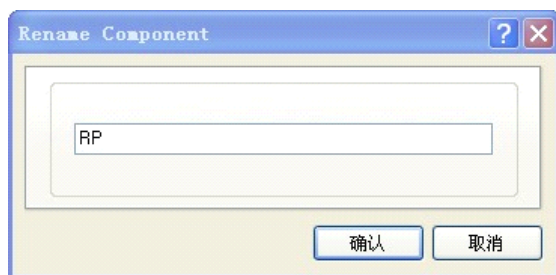 Rename Component
RP
确认 取消